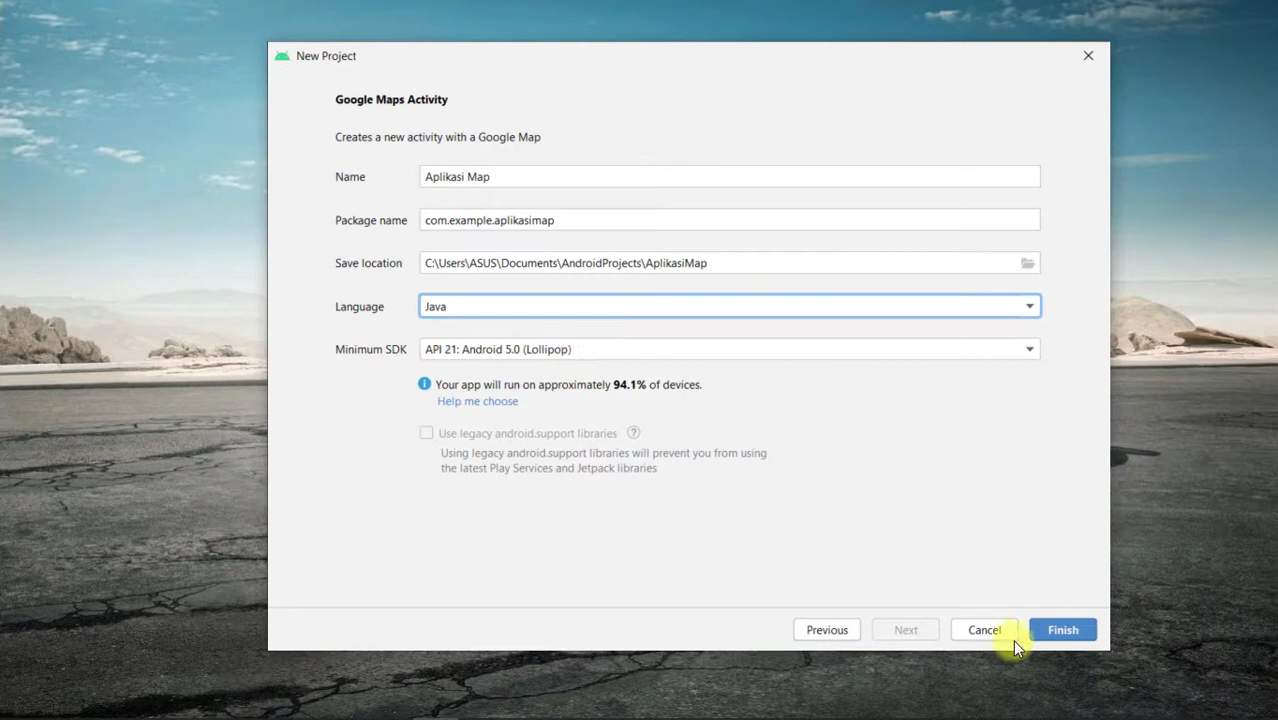 New Project
Google Maps Activity
Creates a new activity with a Google Map
Name Aplikasi Map
Package name com.example.aplikasimap
Save location C:\Users\ASUS\Documents\AndroidProjects\AplikasiMap
Language Java
Minimum SDK API 21: Android 5.0 (Lollipop)
i Your app will run on approximately 94.1% of devices.
Help me choose
Use legacy android.support libraries ?
Using legacy android.support libraries will prevent you from using
the latest Play Services and Jetpack libraries
Previous Next Cancel Finish